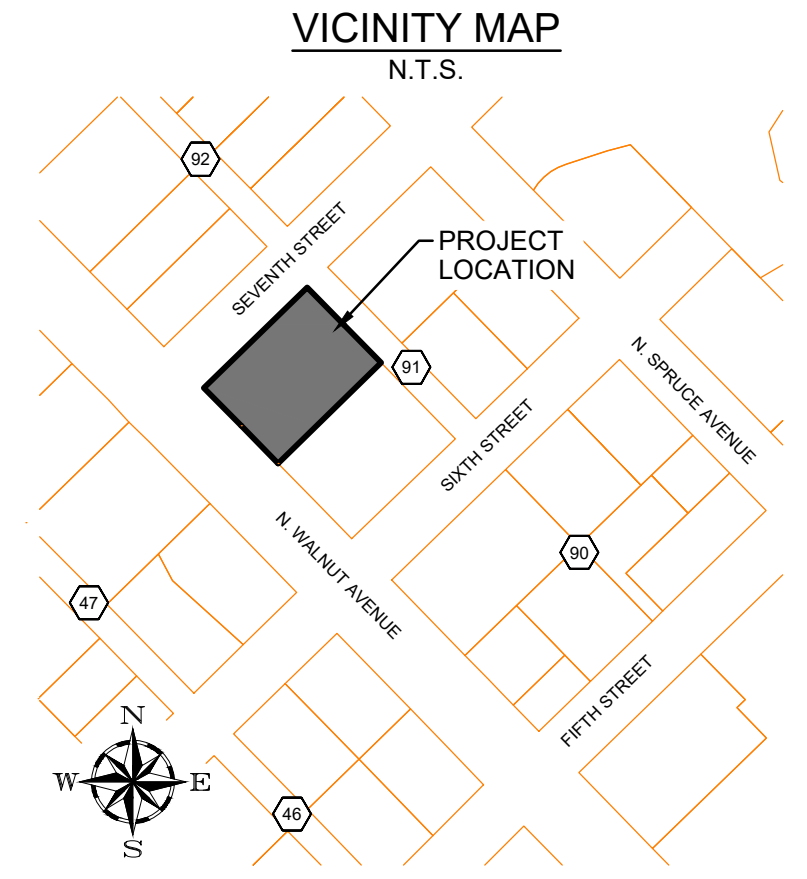 VICINITY MAP
N.T.S.
92
SEVENTH STREET
PROJECT
LOCATION
91
N. SPRUCE AVENUE
SIXTH STREET
N. WALNUT AVENUE
90
47
FIFTH STREET
N
W
E
S
46